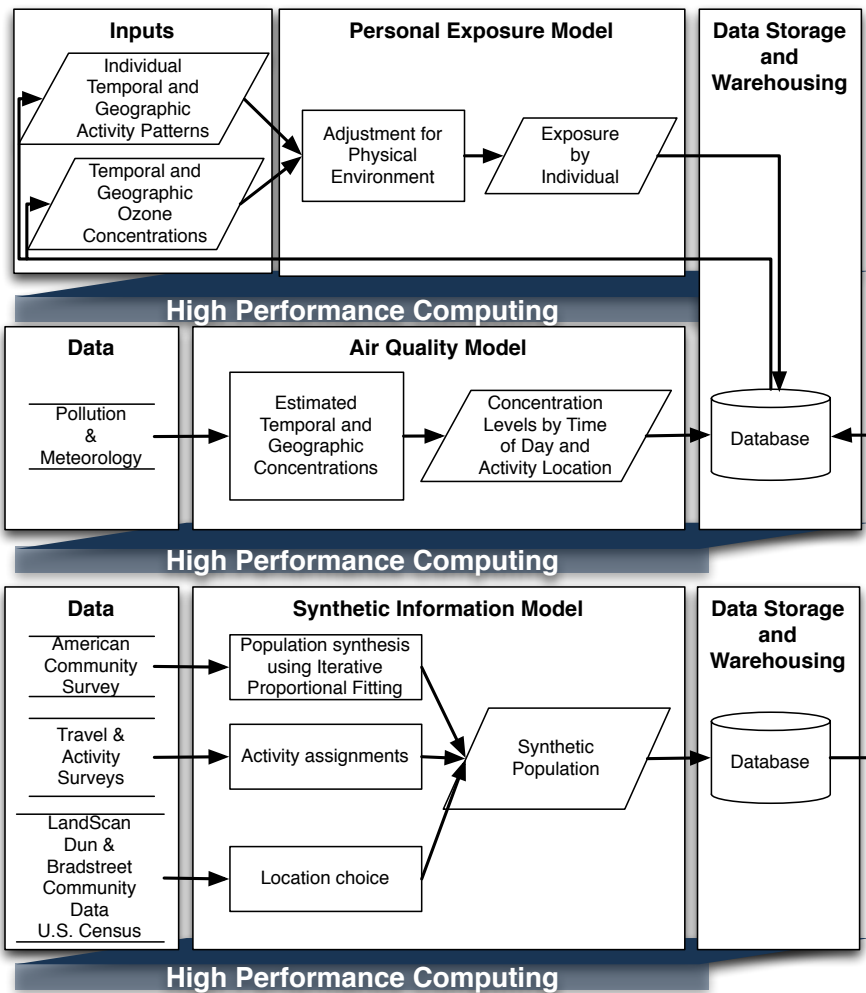 Inputs
Individual
Temporal and
Geographic
Activity Patterns
Temporal and
Geographic
Ozone
Concentrations
Personal Exposure Model
Adjustment for
Physical
Environment
Exposure
by
Individual
Data Storage
and
Warehousing
High Performance Computing
Data
Pollution
&
Meteorology
Air Quality Model
Estimated
Temporal and
Geographic
Concentrations
Concentration
Levels by Time
of Day and
Activity Location
Database
High Performance Computing
Data
American
Community
Survey
Travel &
Activity
Surveys
LandScan
Dun &
Bradstreet
Community
Data
U.S. Census
Synthetic Information Model
Population synthesis
using Iterative
Proportional Fitting
Activity assignments
Location choice
Synthetic
Population
Data Storage
and
Warehousing
Database
High Performance Computing